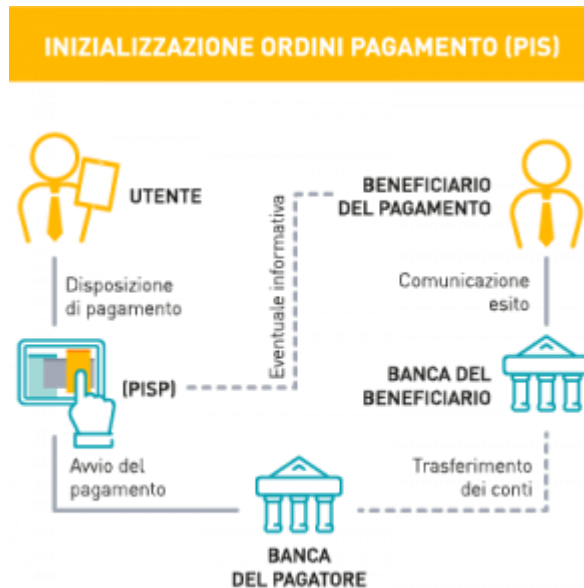 INIZIALIZZAZIONE ORDINI PAGAMENTO (PIS)
UTENTE
BENEFICIARIO
DEL PAGAMENTO
Eventuale informativa
Disposizione
di pagamento
Comunicazione
esito
(PISP)
BANCA DEL
BENEFICIARIO
Avvio del
pagamento
Trasferimento
dei conti
BANCA
DEL PAGATORE